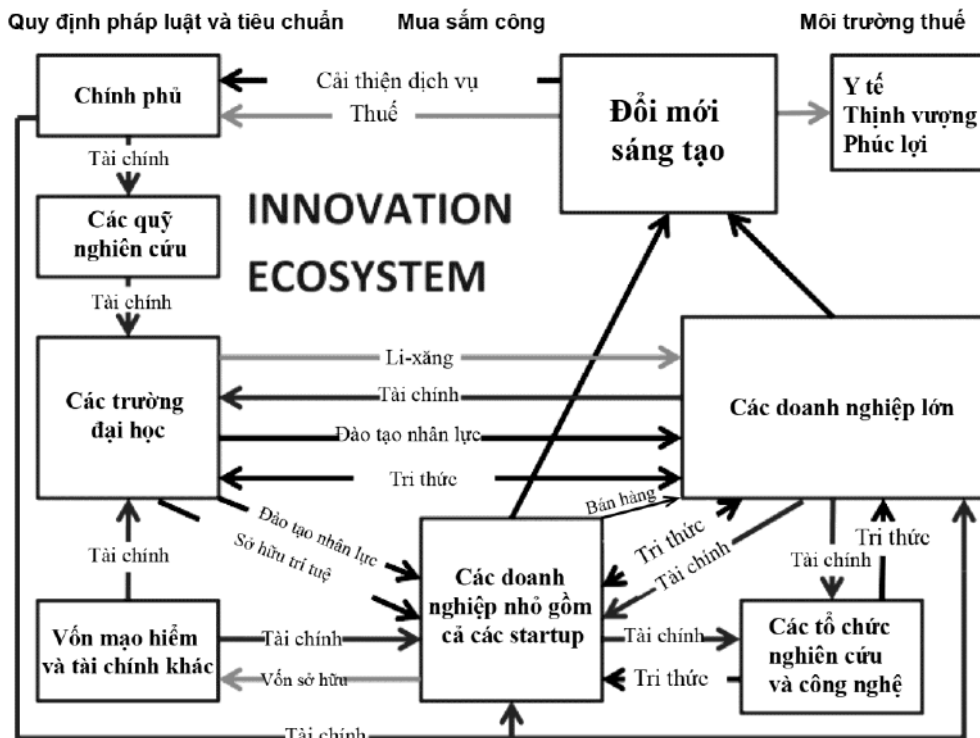 Quy định pháp luật và tiêu chuẩn
Mua sắm công
Môi trường thuế
Chính phủ
Cải thiện dịch vụ
Thuế
Đổi mới
sáng tạo
Y tế
Thịnh vượng
Phúc lợi
Tài chính
Các quỹ
nghiên cứu
INNOVATION
ECOSYSTEM
Tài chính
Các trường
đại học
Li-xăng
Tài chính
Đào tạo nhân lực
Tri thức
Các doanh nghiệp lớn
Bán hàng
Đào tạo nhân lực
Sở hữu trí tuệ
Tri thức
Tài chính
Tài chính
Tri thức
Tài chính
Các doanh
nghiệp nhỏ gồm
cả các startup
Vốn mạo hiểm
và tài chính khác
Tài chính
Vốn sở hữu
Tài chính
Tri thức
Các tổ chức
nghiên cứu
và công nghệ
Tài chính